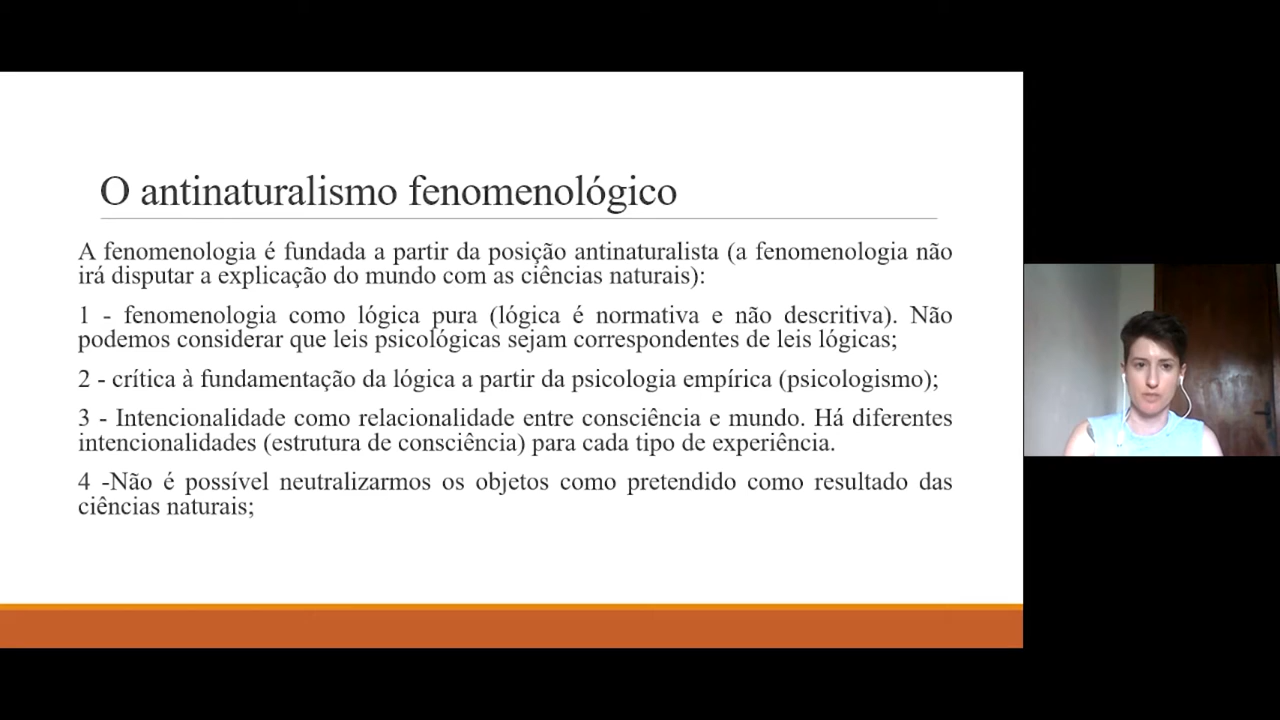 O antinaturalismo fenomenológico
A fenomenologia é fundada a partir da posição antinaturalista (a fenomenologia não
irá disputar a explicação do mundo com as ciências naturais):
1 - fenomenologia como lógica pura (lógica é normativa e não descritiva). Não
podemos considerar que leis psicológicas sejam correspondentes de leis lógicas;
2 - crítica à fundamentação da lógica a partir da psicologia empírica (psicologismo);
3 - Intencionalidade como relacionalidade entre consciência e mundo. Há diferentes
intencionalidades (estrutura de consciência) para cada tipo de experiência.
4 -Não é possível neutralizarmos os objetos como pretendido como resultado das
ciências naturais;